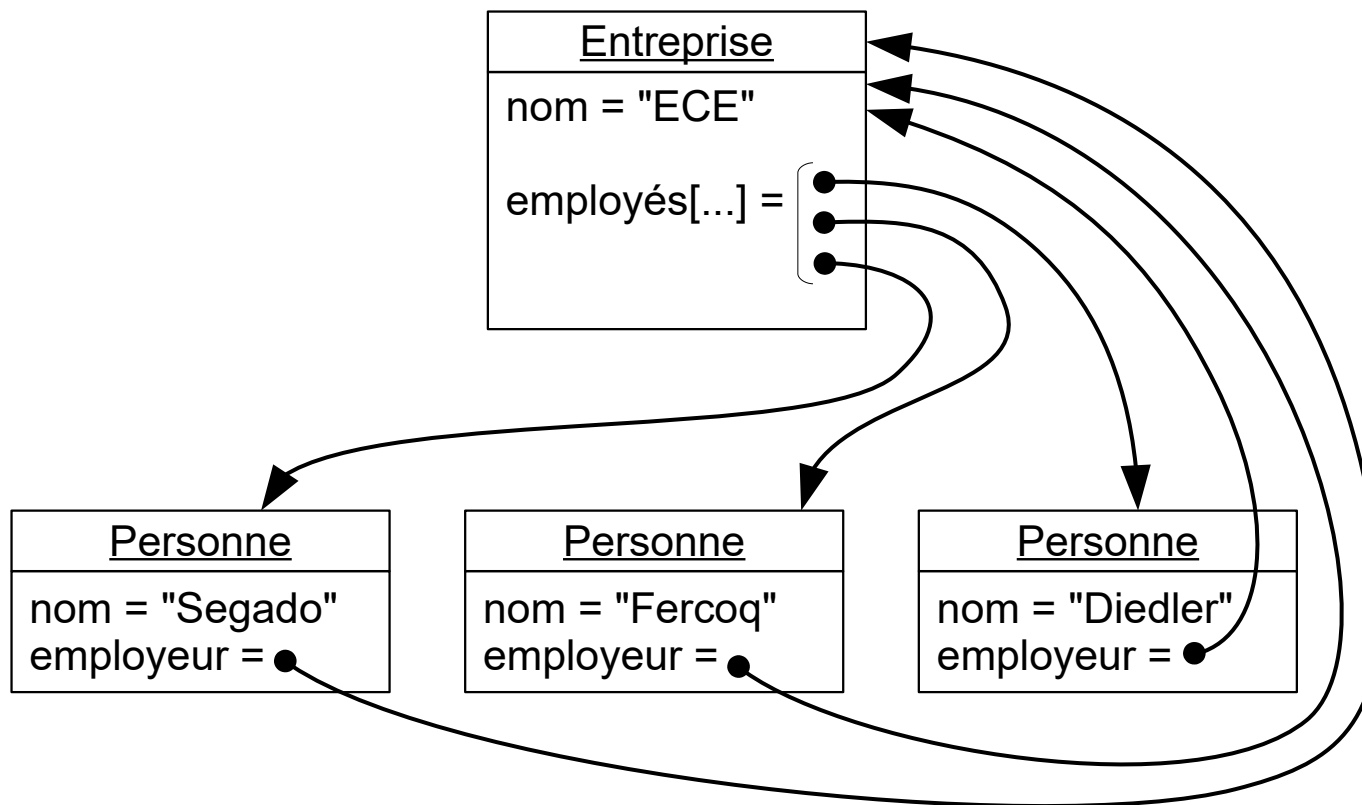 Entreprise
nom = "ECE"
employés[...] =
Personne
nom = "Segado"
employeur =
Personne
nom = "Fercoq"
employeur =
Personne
nom = "Diedler"
employeur =